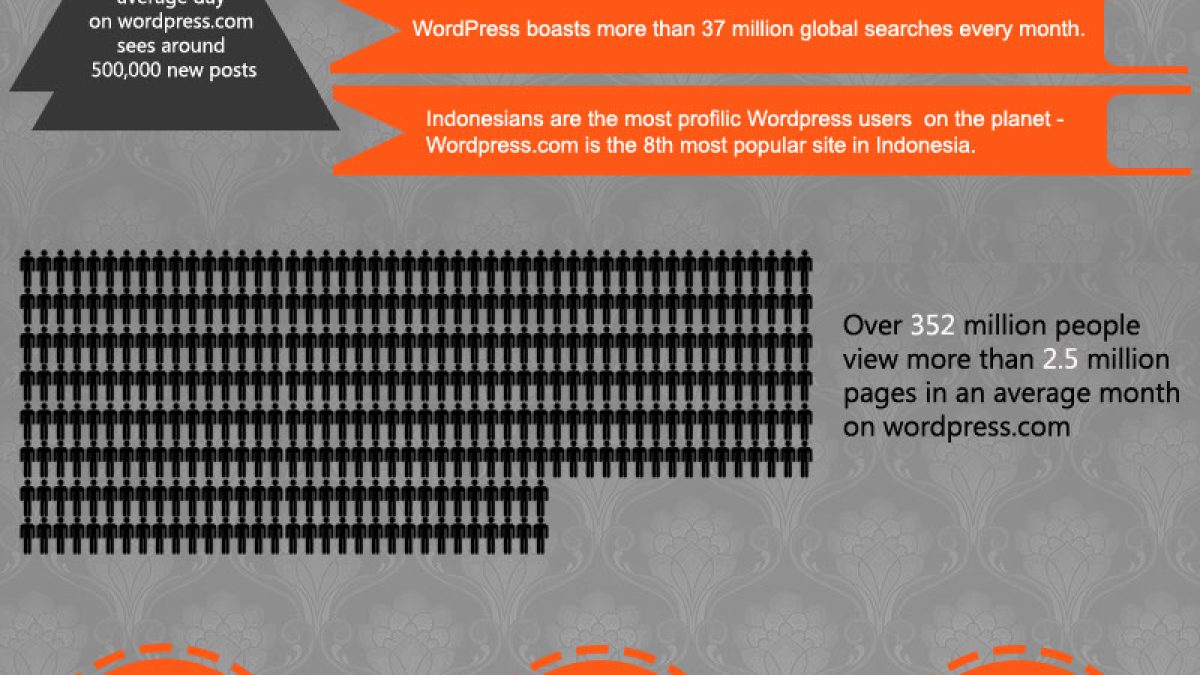 average day
on wordpress.com
sees around
500,000 new posts
WordPress boasts more than 37 million global searches every month.
Indonesians are the most profilic Wordpress users on the planet -
Wordpress.com is the 8th most popular site in Indonesia.
Over 352 million people
view more than 2.5 million
pages in an average month
on wordpress.com